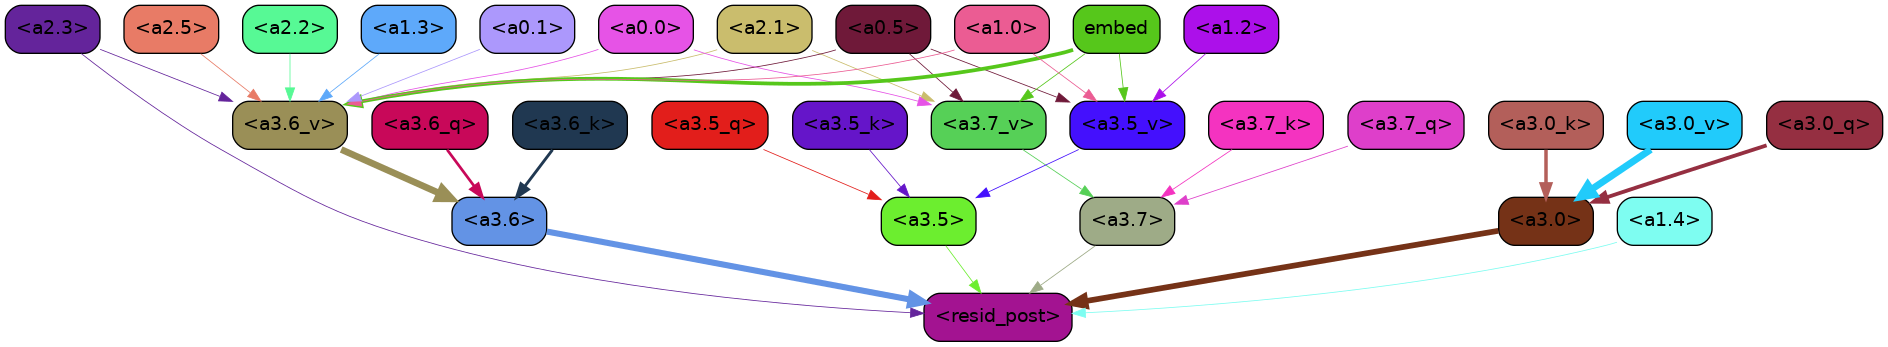 <a2.3> <a2.5> <a2.2> <a1.3> <a0.1> <a0.0> <a2.1> <a0.5> <a1.0> embed <a1.2>
<a3.6_v> <a3.6_q> <a3.6_k> <a3.5_q> <a3.5_k> <a3.7_v> <a3.5_v> <a3.7_k> <a3.7_q> <a3.0_k> <a3.0_v> <a3.0_q>
<a3.6> <a3.5> <a3.7> <a3.0> <a1.4>
<resid_post>